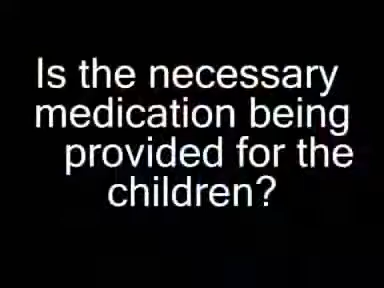 Is the necessary
medication being
provided for the
children?